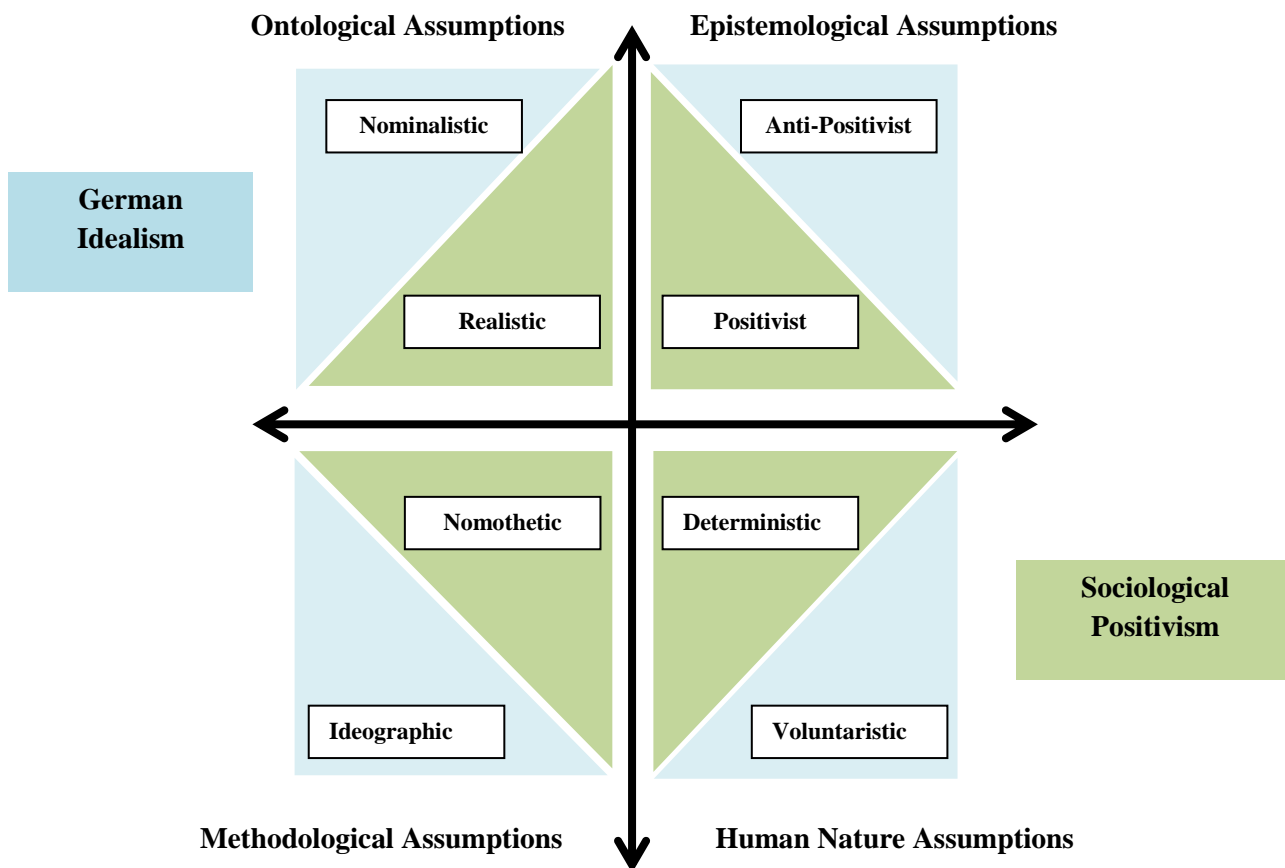 Ontological Assumptions
Epistemological Assumptions
Nominalistic
Anti-Positivist
German
Idealism
Realistic
Positivist
Nomothetic
Deterministic
Sociological
Positivism
Ideographic
Voluntaristic
Methodological Assumptions
Human Nature Assumptions